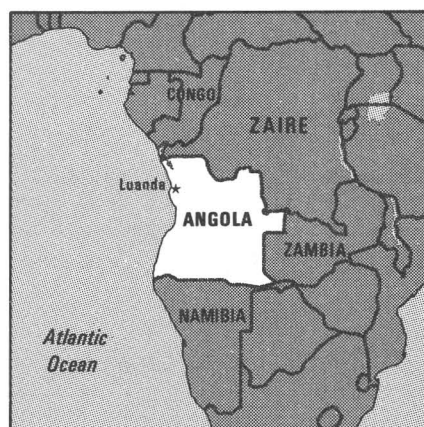 CONGO
ZAIRE
Luanda
ANGOLA
ZAMBIA
NAMIBIA
Atlantic
Ocean